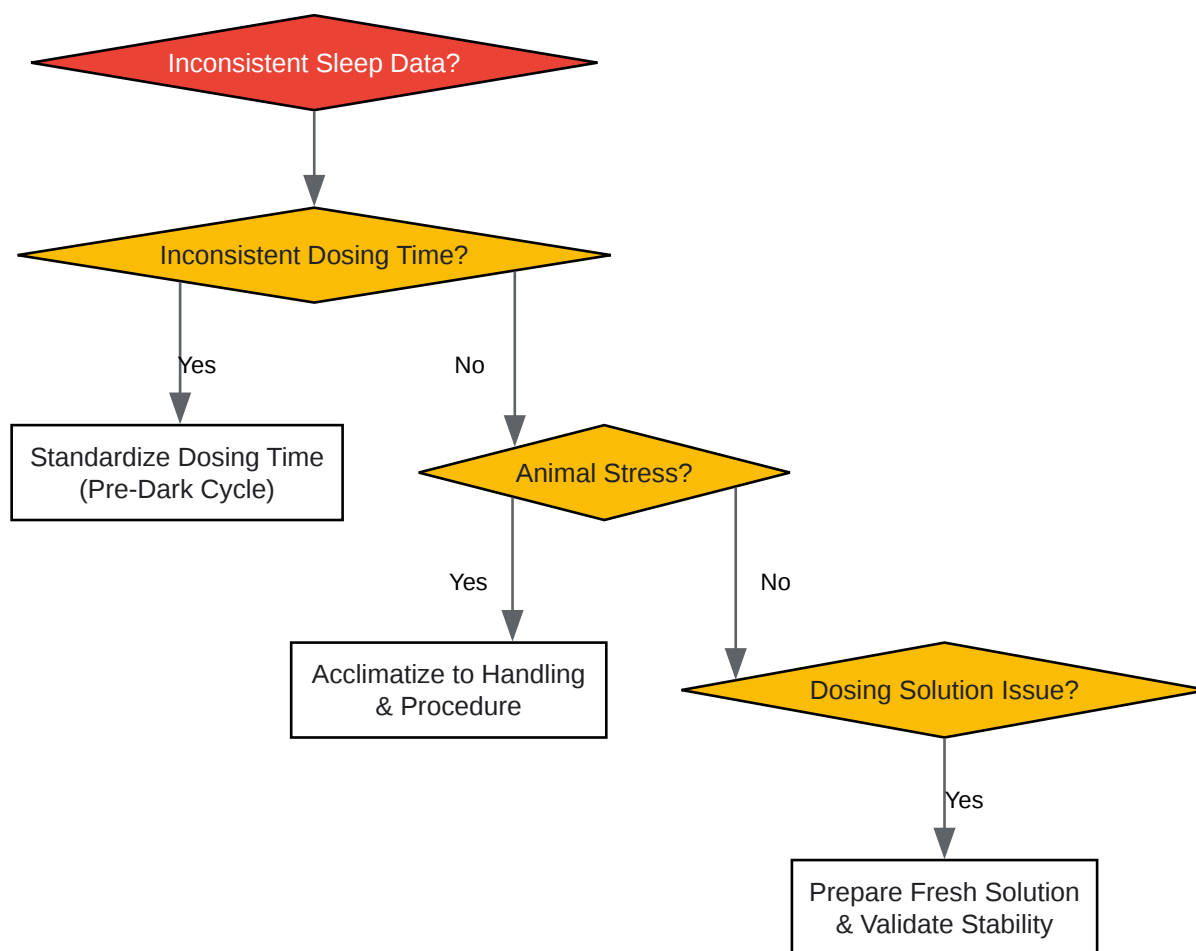 Inconsistent Sleep Data?
Inconsistent Dosing Time?
Yes
No
Standardize Dosing Time
(Pre-Dark Cycle)
Animal Stress?
Yes
No
Acclimatize to Handling
& Procedure
Dosing Solution Issue?
Yes
Prepare Fresh Solution
& Validate Stability